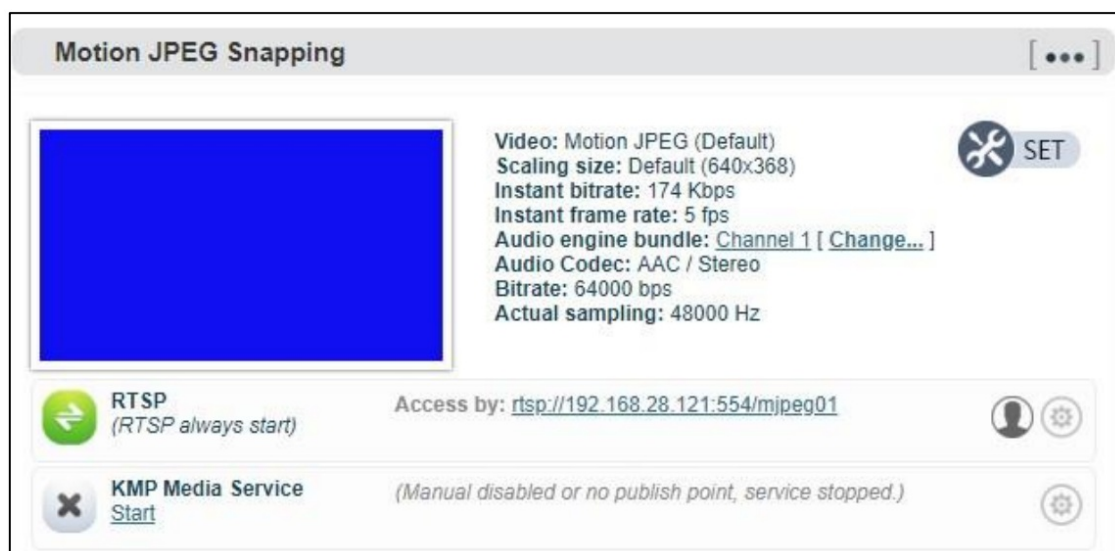 Motion JPEG Snapping
[ ••• ]
Video: Motion JPEG (Default)
Scaling size: Default (640x368)
Instant bitrate: 174 Kbps
Instant frame rate: 5 fps
Audio engine bundle: Channel 1 [ Change... ]
Audio Codec: AAC / Stereo
Bitrate: 64000 bps
Actual sampling: 48000 Hz
SET
RTSP
(RTSP always start)
Access by: rtsp://192.168.28.121:554/mjpeg01
KMP Media Service
Start
(Manual disabled or no publish point, service stopped.)